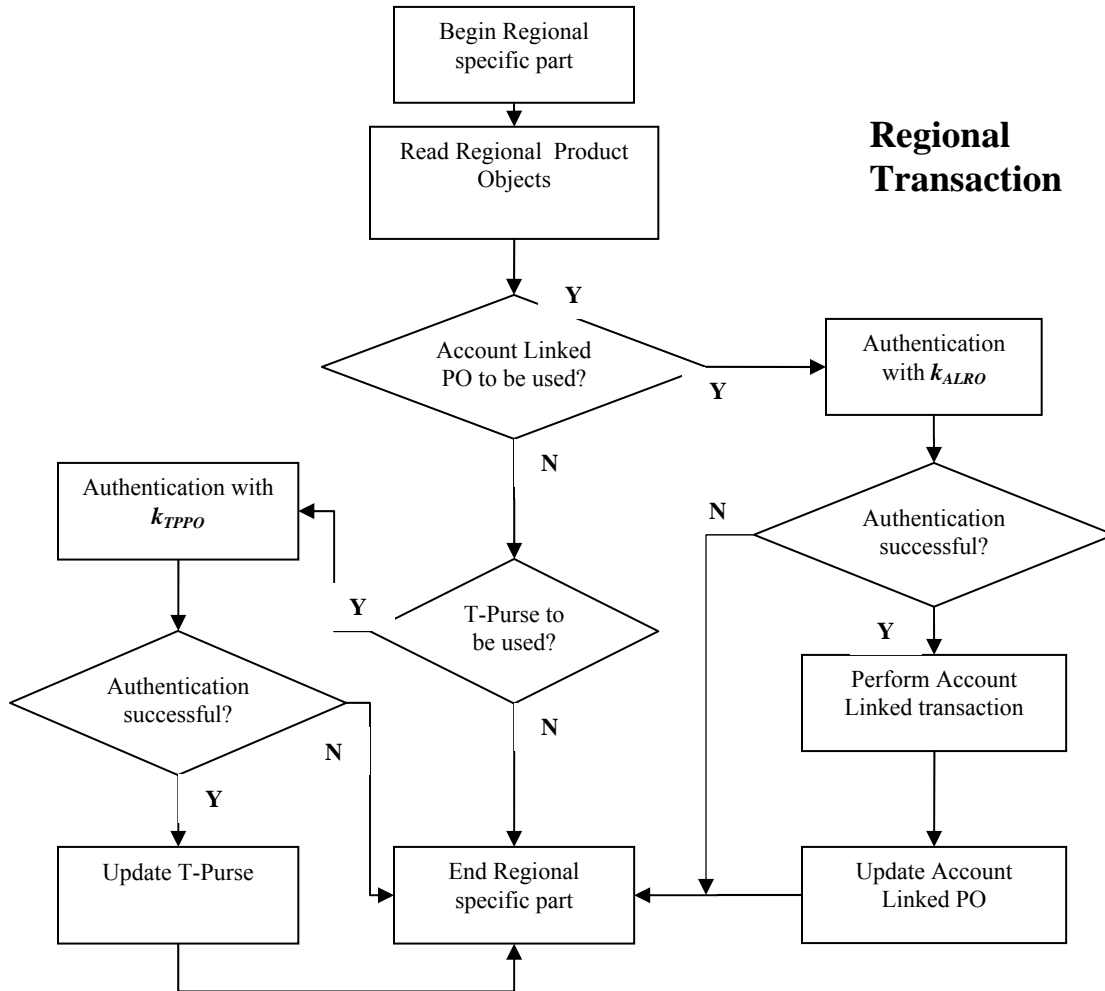 Begin Regional
specific part
Regional
Transaction
Read Regional Product
Objects
Y
Account Linked
PO to be used?
Y
Authentication
with kALRO
N
Authentication with
kTPPO
N
Authentication
successful?
Y
T-Purse to
be used?
Y
Authentication
successful?
N
N
Perform Account
Linked transaction
Y
Update T-Purse
End Regional
specific part
Update Account
Linked PO